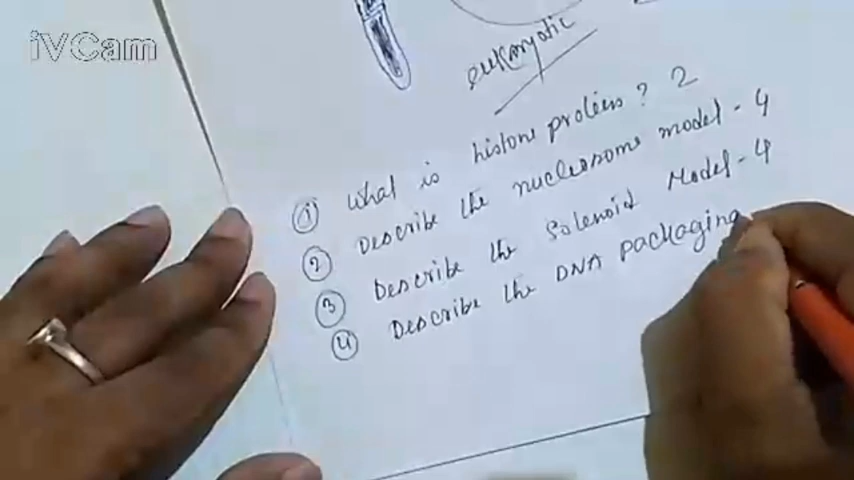 iVCam
eukaryotic
① What is histone proteins? 2
② Describe the nucleosome model - 4
③ Describe the Solenoid Model - 4
④ Describe the DNA packaging